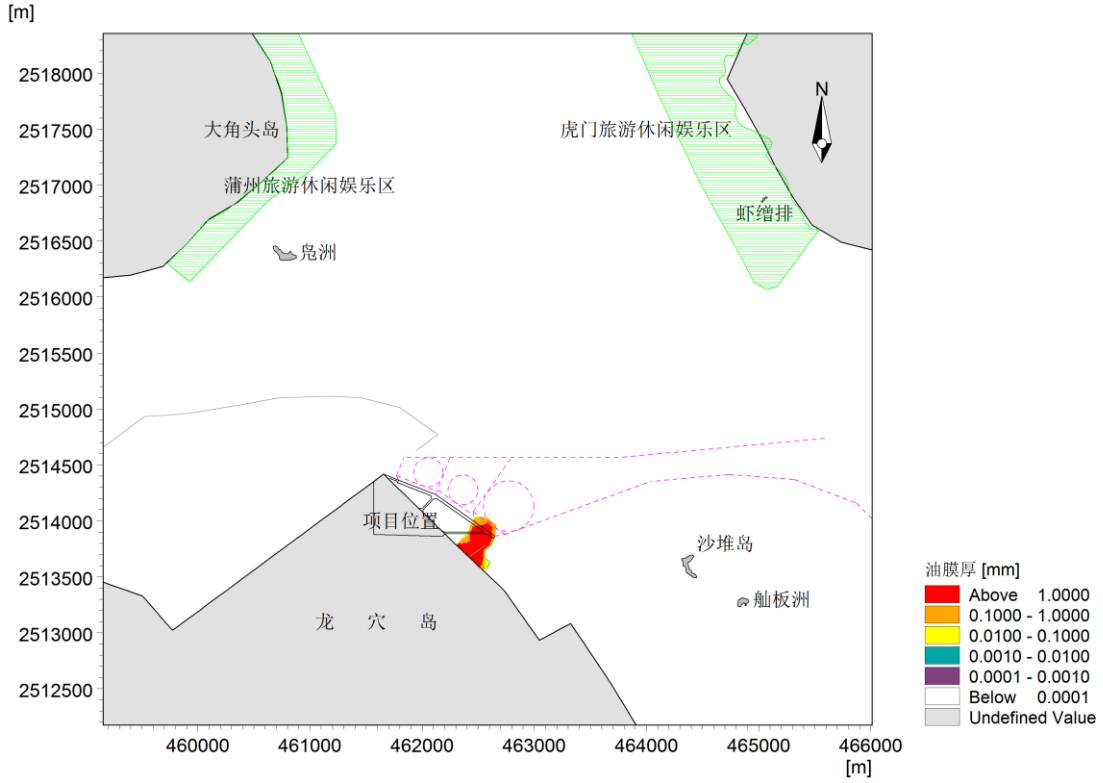 [m]
2518000
2517500
2517000
2516500
2516000
2515500
2515000
2514500
2514000
2513500
2513000
2512500
N
大角头岛
虎门旅游休闲娱乐区
蒲州旅游休闲娱乐区
虾缯排
凫洲
项目位置
沙堆岛
舢板洲
龙 穴 岛
460000 461000 462000 463000 464000 465000 466000
[m]
油膜厚 [mm]
Above 1.0000
0.1000 - 1.0000
0.0100 - 0.1000
0.0010 - 0.0100
0.0001 - 0.0010
Below 0.0001
Undefined Value